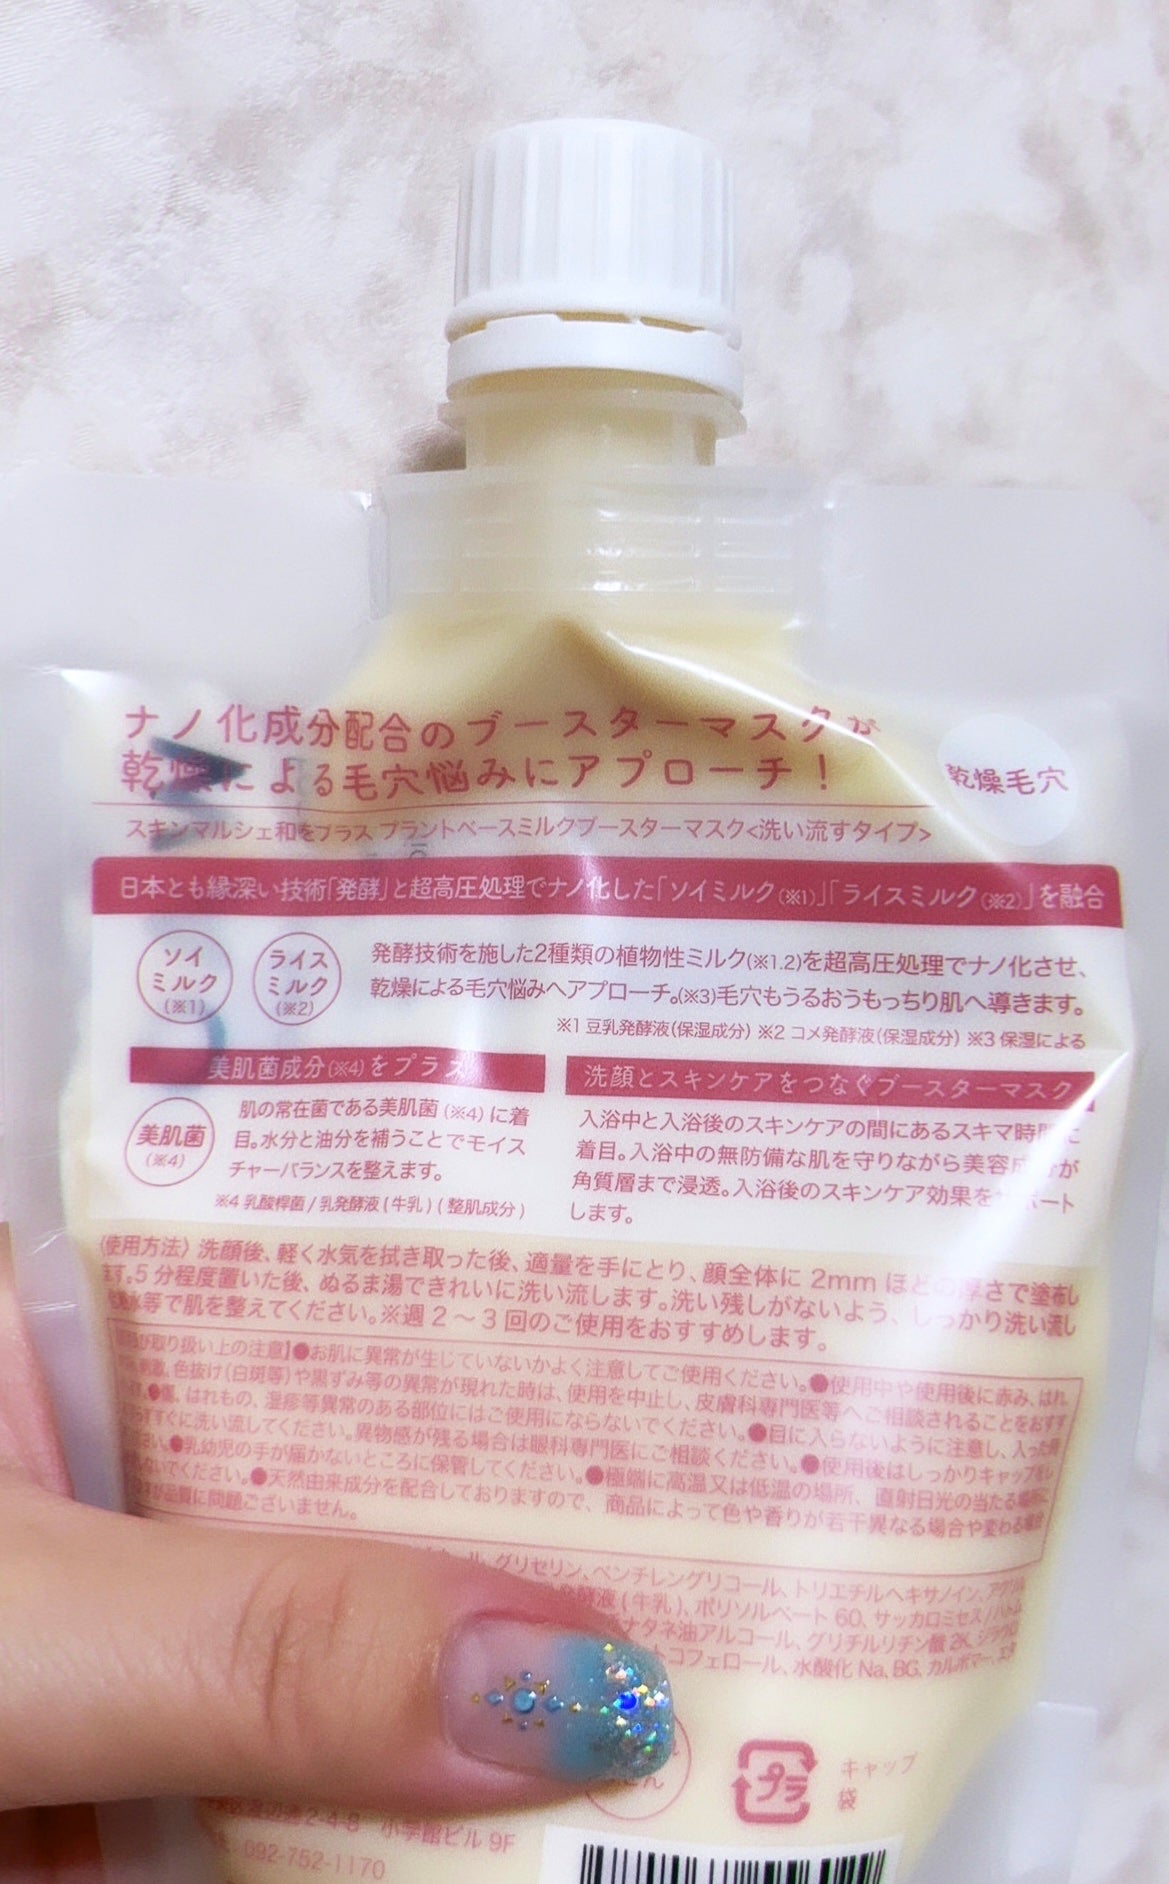 ナノ化成分配合のブースターマスクが
乾燥による毛穴悩みにアプローチ！
乾燥毛穴
スキンマルシェ和をプラス プラントベースミルクブースターマスク<洗い流すタイプ>
日本とも縁深い技術「発酵」と超高圧処理でナノ化した「ソイミルク(※1)」「ライスミルク(※2)」を融合
ソイ
ミルク
(※1)
ライス
ミルク
(※2)
発酵技術を施した2種類の植物性ミルク(※1.2)を超高圧処理でナノ化させ、
乾燥による毛穴悩みへアプローチ。(※3)毛穴もうるおうもっちり肌へ導きます。
※1 豆乳発酵液(保湿成分) ※2 コメ発酵液(保湿成分) ※3 保湿による
美肌菌成分(※4)をプラス
美肌菌
(※4)
肌の常在菌である美肌菌 (※4) に着
目。水分と油分を補うことでモイス
チャーバランスを整えます。
※4 乳酸桿菌 / 乳発酵液 ( 牛乳 ) ( 整肌成分 )
洗顔とスキンケアをつなぐブースターマスク
入浴中と入浴後のスキンケアの間にあるスキマ時間に
着目。入浴中の無防備な肌を守りながら美容成分が
角質層まで浸透。入浴後のスキンケア効果をサポート
します。
〈使用方法〉洗顔後、軽く水気を拭き取った後、適量を手にとり、顔全体に 2mm ほどの厚さで塗布し
ます。5 分程度置いた後、ぬるま湯できれいに洗い流します。洗い残しがないよう、しっかり洗い流し
水等で肌を整えてください。※週 2 ～ 3 回のご使用をおすすめします。
取り扱い上の注意】●お肌に異常が生じていないかよく注意してご使用ください。●使用中や使用後に赤み、はれ、
刺激、色抜け(白斑等)や黒ずみ等の異常が現れた時は、使用を中止し、皮膚科専門医等へご相談されることをおすす
●傷、はれもの、湿疹等異常のある部位にはご使用にならないでください。●目に入らないように注意し、入った
すぐに洗い流してください。異物感が残る場合は眼科専門医にご相談ください。●使用後はしっかりキャップをし
●乳幼児の手が届かないところに保管してください。●極端に高温又は低温の場所、直射日光の当たる場所に
ないでください。●天然由来成分を配合しておりますので、商品によって色や香りが若干異なる場合や変わる場合
が品質に問題ございません。
グリセリン、ペンチレングリコール、トリエチルヘキサノイン、
発酵液 ( 牛乳 )、ポリソルベート 60、サッカロミセス /
ナタネ油アルコール、グリチルリチン酸 2K、
トコフェロール、水酸化 Na、BG、カルボマー、
プラ
キャップ
袋
2-4-8 小学館ビル 9F
092-752-1170